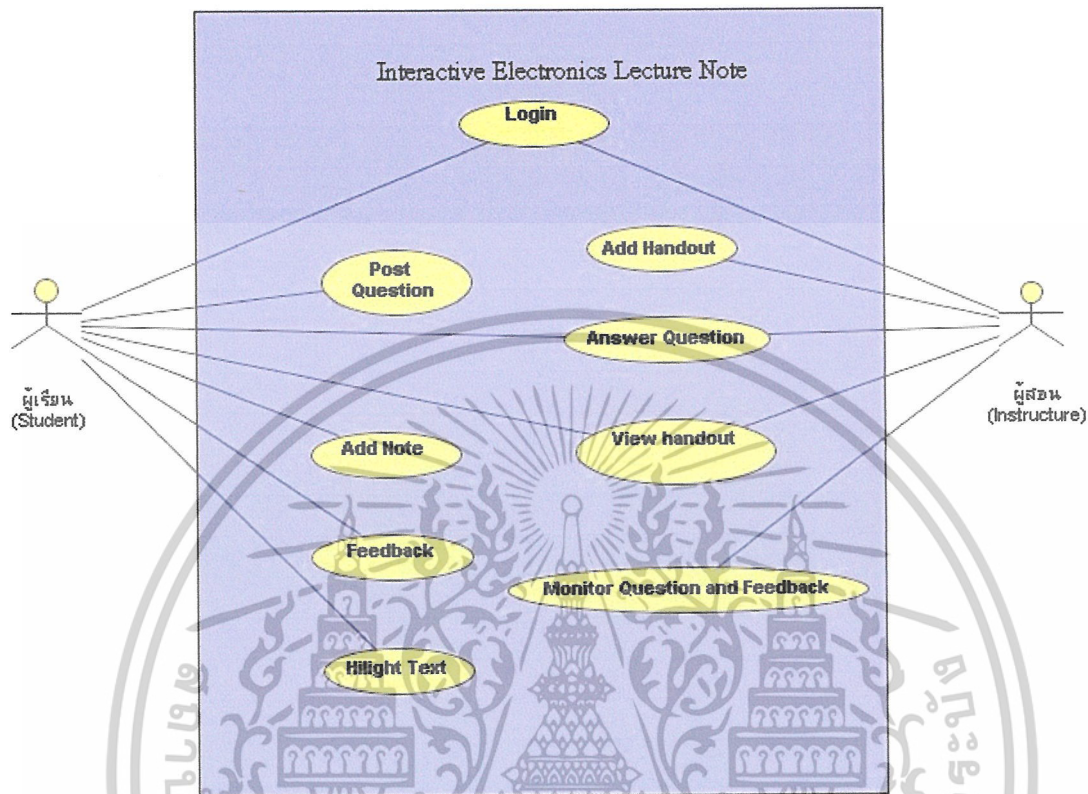 Interactive Electronics Lecture Note
Login
Add Handout
Post
Question
Answer Question
ผู้เรียน
(Student)
ผู้สอน
(Instructure)
View handout
Add Note
Feedback
Monitor Question and Feedback
Hilight Text